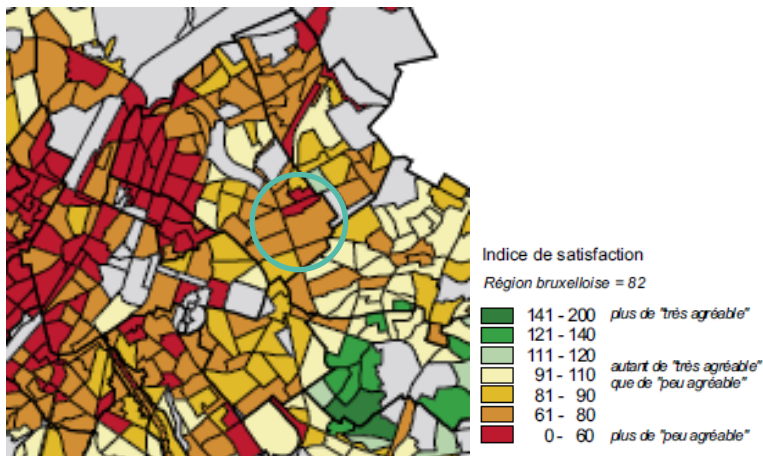 Indice de satisfaction
Région bruxelloise = 82
141 - 200 plus de "très agréable"
121 - 140
111 - 120
91 - 110 autant de "très agréable"
que de "peu agréable"
81 - 90
61 - 80
0 - 60 plus de "peu agréable"